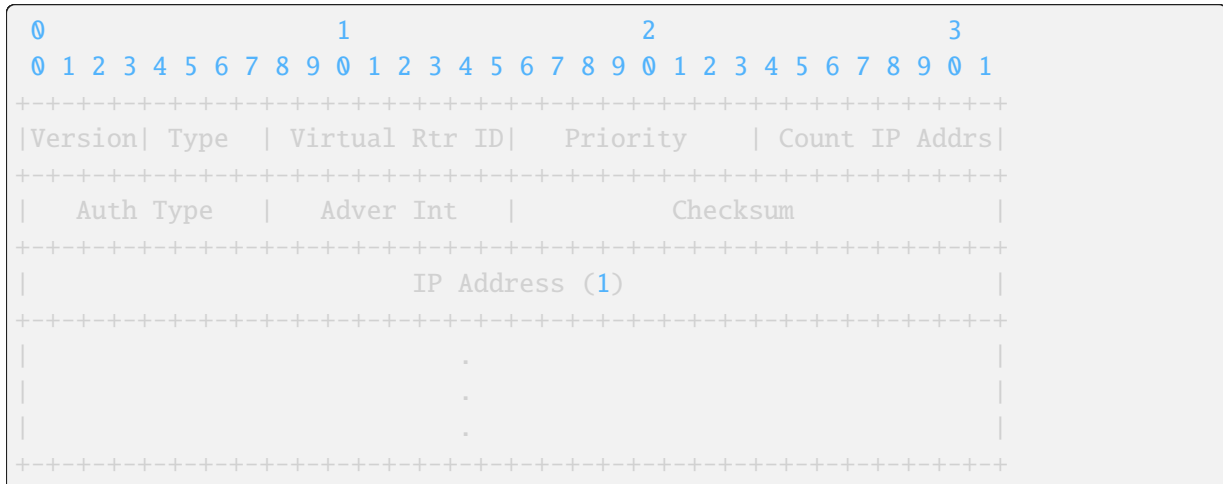 0                   1                   2                   3
0 1 2 3 4 5 6 7 8 9 0 1 2 3 4 5 6 7 8 9 0 1 2 3 4 5 6 7 8 9 0 1
+-+-+-+-+-+-+-+-+-+-+-+-+-+-+-+-+-+-+-+-+-+-+-+-+-+-+-+-+-+-+-+-+
|Version| Type  | Virtual Rtr ID|   Priority    | Count IP Addrs|
+-+-+-+-+-+-+-+-+-+-+-+-+-+-+-+-+-+-+-+-+-+-+-+-+-+-+-+-+-+-+-+-+
|   Auth Type   |   Adver Int   |          Checksum             |
+-+-+-+-+-+-+-+-+-+-+-+-+-+-+-+-+-+-+-+-+-+-+-+-+-+-+-+-+-+-+-+-+
|                         IP Address (1)                        |
+-+-+-+-+-+-+-+-+-+-+-+-+-+-+-+-+-+-+-+-+-+-+-+-+-+-+-+-+-+-+-+-+
|                            .                                  |
|                            .                                  |
|                            .                                  |
+-+-+-+-+-+-+-+-+-+-+-+-+-+-+-+-+-+-+-+-+-+-+-+-+-+-+-+-+-+-+-+-+